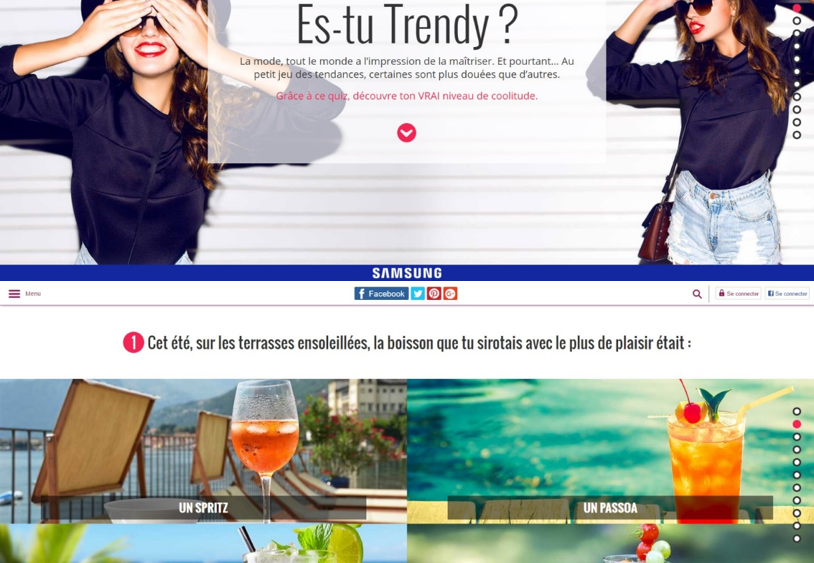 Es-tu Trendy ?
La mode, tout le monde a l'impression de la maîtriser. Et pourtant... Au
petit jeu des tendances, certaines sont plus douées que d'autres.
Grâce à ce quiz, découvre ton VRAI niveau de coolitude.
SAMSUNG
Menu
Facebook
Se connecter
Se connecter
1 Cet été, sur les terrasses ensoleillées, la boisson que tu sirotais avec le plus de plaisir était :
UN SPRITZ
UN PASSOA